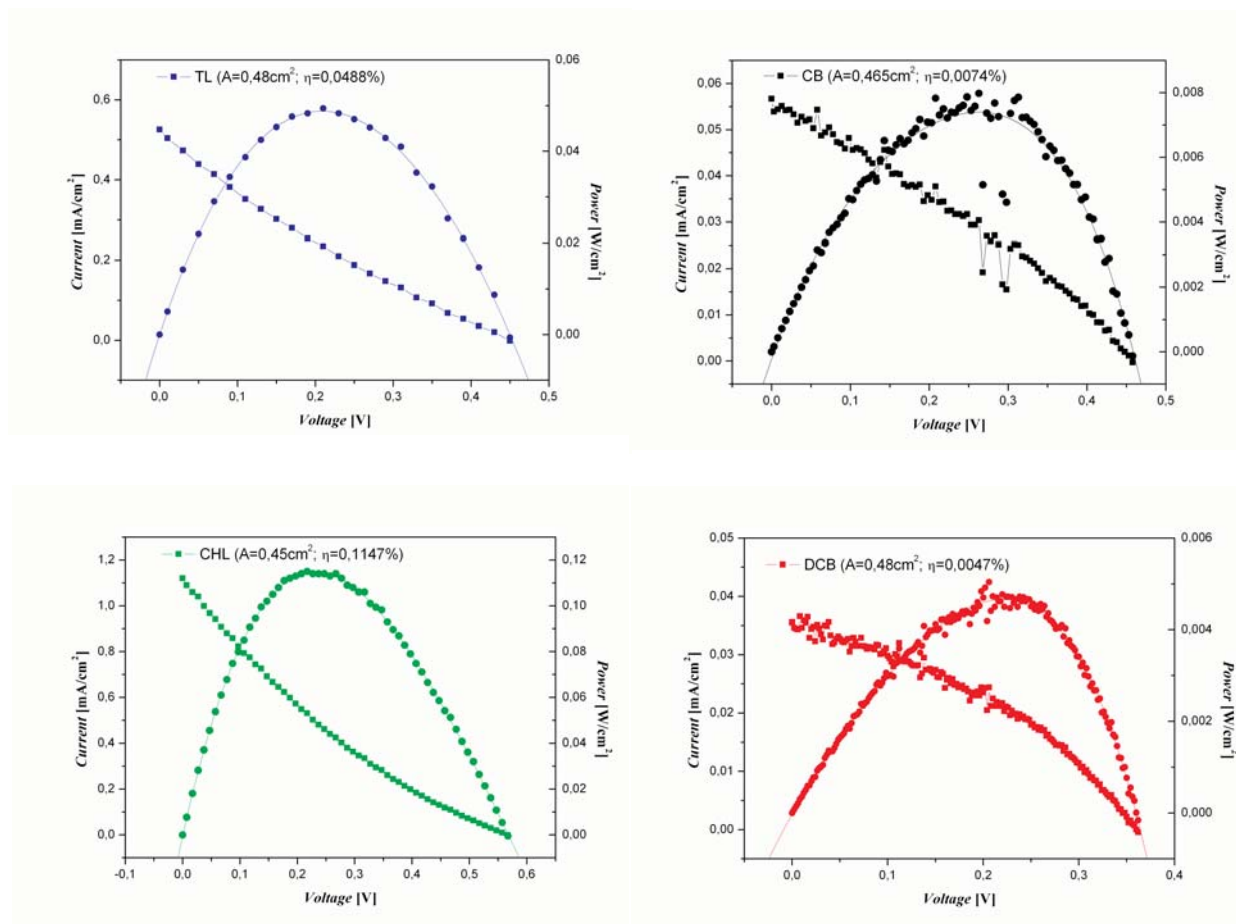 TL (A=0,48cm²; η=0,0488%)
Current [mA/cm²]
0,6
0,4
0,2
0,0
Power [W/cm²]
0,06
0,04
0,02
0,00
0,0 0,1 0,2 0,3 0,4 0,5
Voltage [V]
CB (A=0,465cm²; η=0,0074%)
Current [mA/cm²]
0,06
0,05
0,04
0,03
0,02
0,01
0,00
Power [W/cm²]
0,008
0,006
0,004
0,002
0,000
0,0 0,1 0,2 0,3 0,4 0,5
Voltage [V]
CHL (A=0,45cm²; η=0,1147%)
Current [mA/cm²]
1,2
1,0
0,8
0,6
0,4
0,2
0,0
Power [W/cm²]
0,12
0,10
0,08
0,06
0,04
0,02
0,00
-0,1 0,0 0,1 0,2 0,3 0,4 0,5 0,6
Voltage [V]
DCB (A=0,48cm²; η=0,0047%)
Current [mA/cm²]
0,05
0,04
0,03
0,02
0,01
0,00
Power [W/cm²]
0,006
0,004
0,002
0,000
0,0 0,1 0,2 0,3 0,4
Voltage [V]